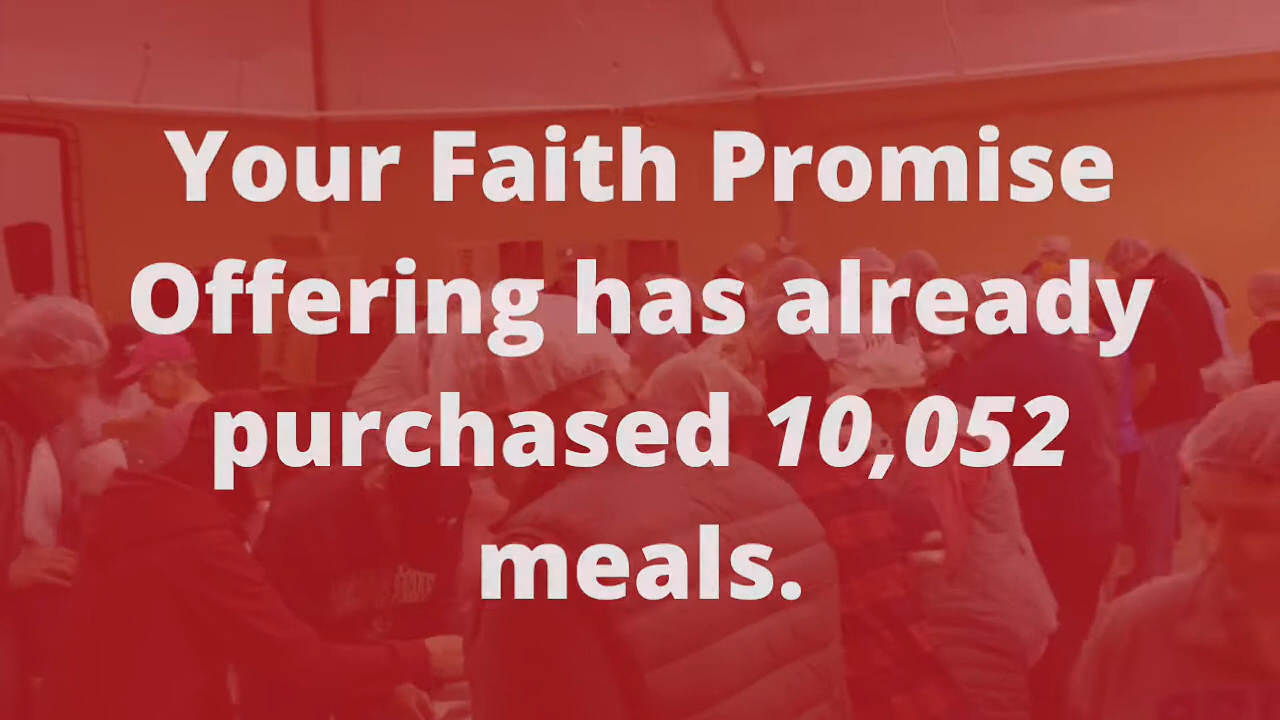 Your Faith Promise
Offering has already
purchased 10,052
meals.